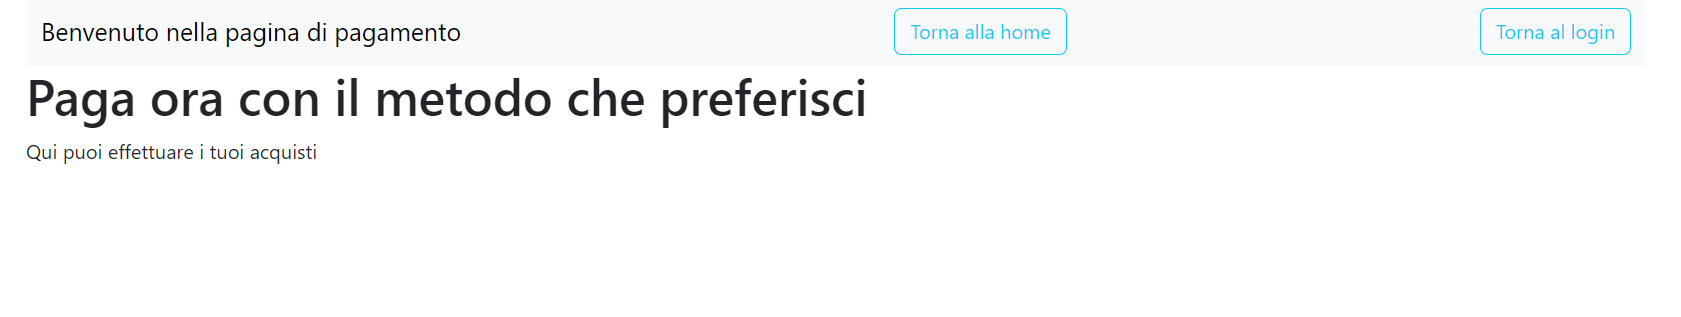 Benvenuto nella pagina di pagamento
Torna alla home
Torna al login
Paga ora con il metodo che preferisci
Qui puoi effettuare i tuoi acquisti